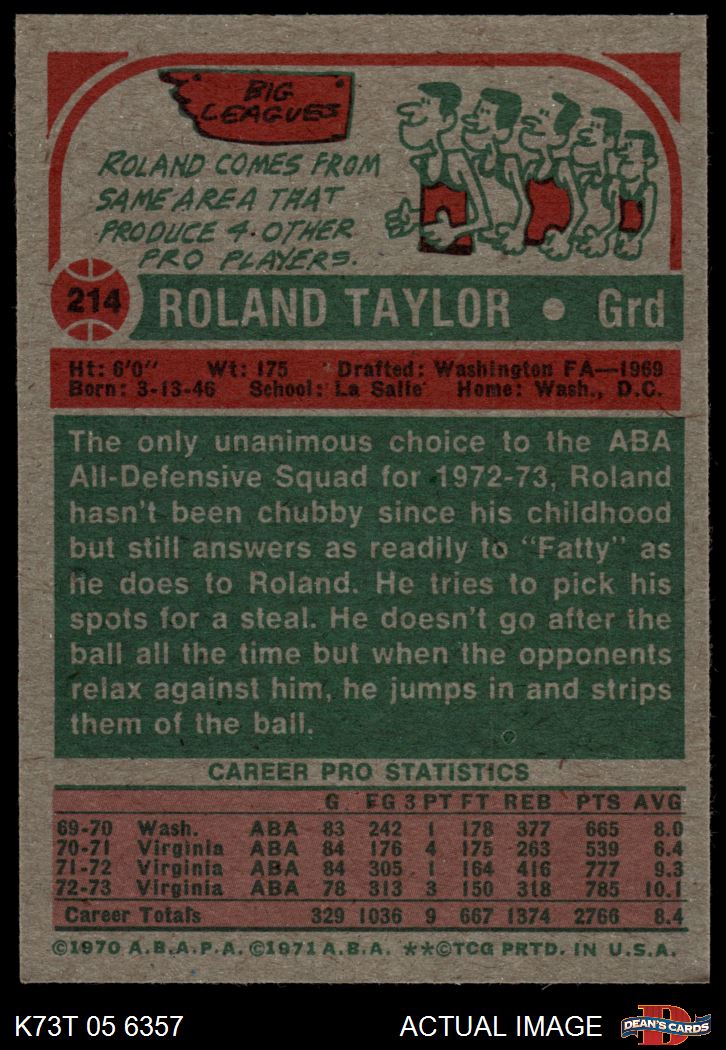 BIG
LEAGUES
ROLAND COMES FROM
SAME AREA THAT
PRODUCE 4 OTHER
PRO PLAYERS.
214 ROLAND TAYLOR • Grd
Ht: 6'0" Wt: 175 Drafted: Washington FA—1969
Born: 3-13-46 School: La Salle Home: Wash., D.C.
The only unanimous choice to the ABA
All-Defensive Squad for 1972-73, Roland
hasn't been chubby since his childhood
but still answers as readily to "Fatty" as
he does to Roland. He tries to pick his
spots for a steal. He doesn't go after the
ball all the time but when the opponents
relax against him, he jumps in and strips
them of the ball.
CAREER PRO STATISTICS
G FG 3 PT FT REB PTS AVG
69-70 Wash. ABA 83 242 1 178 377 665 8.0
70-71 Virginia ABA 84 176 4 175 263 539 6.4
71-72 Virginia ABA 84 305 1 164 416 777 9.3
72-73 Virginia ABA 78 313 3 150 318 785 10.1
Career Totals 329 1036 9 667 1374 2766 8.4
©1970 A.B.A.P.A. ©1971 A.B.A. **©TCG PRTD. IN U.S.A.
K73T 05 6357 ACTUAL IMAGE
D
DEAN'S CARDS